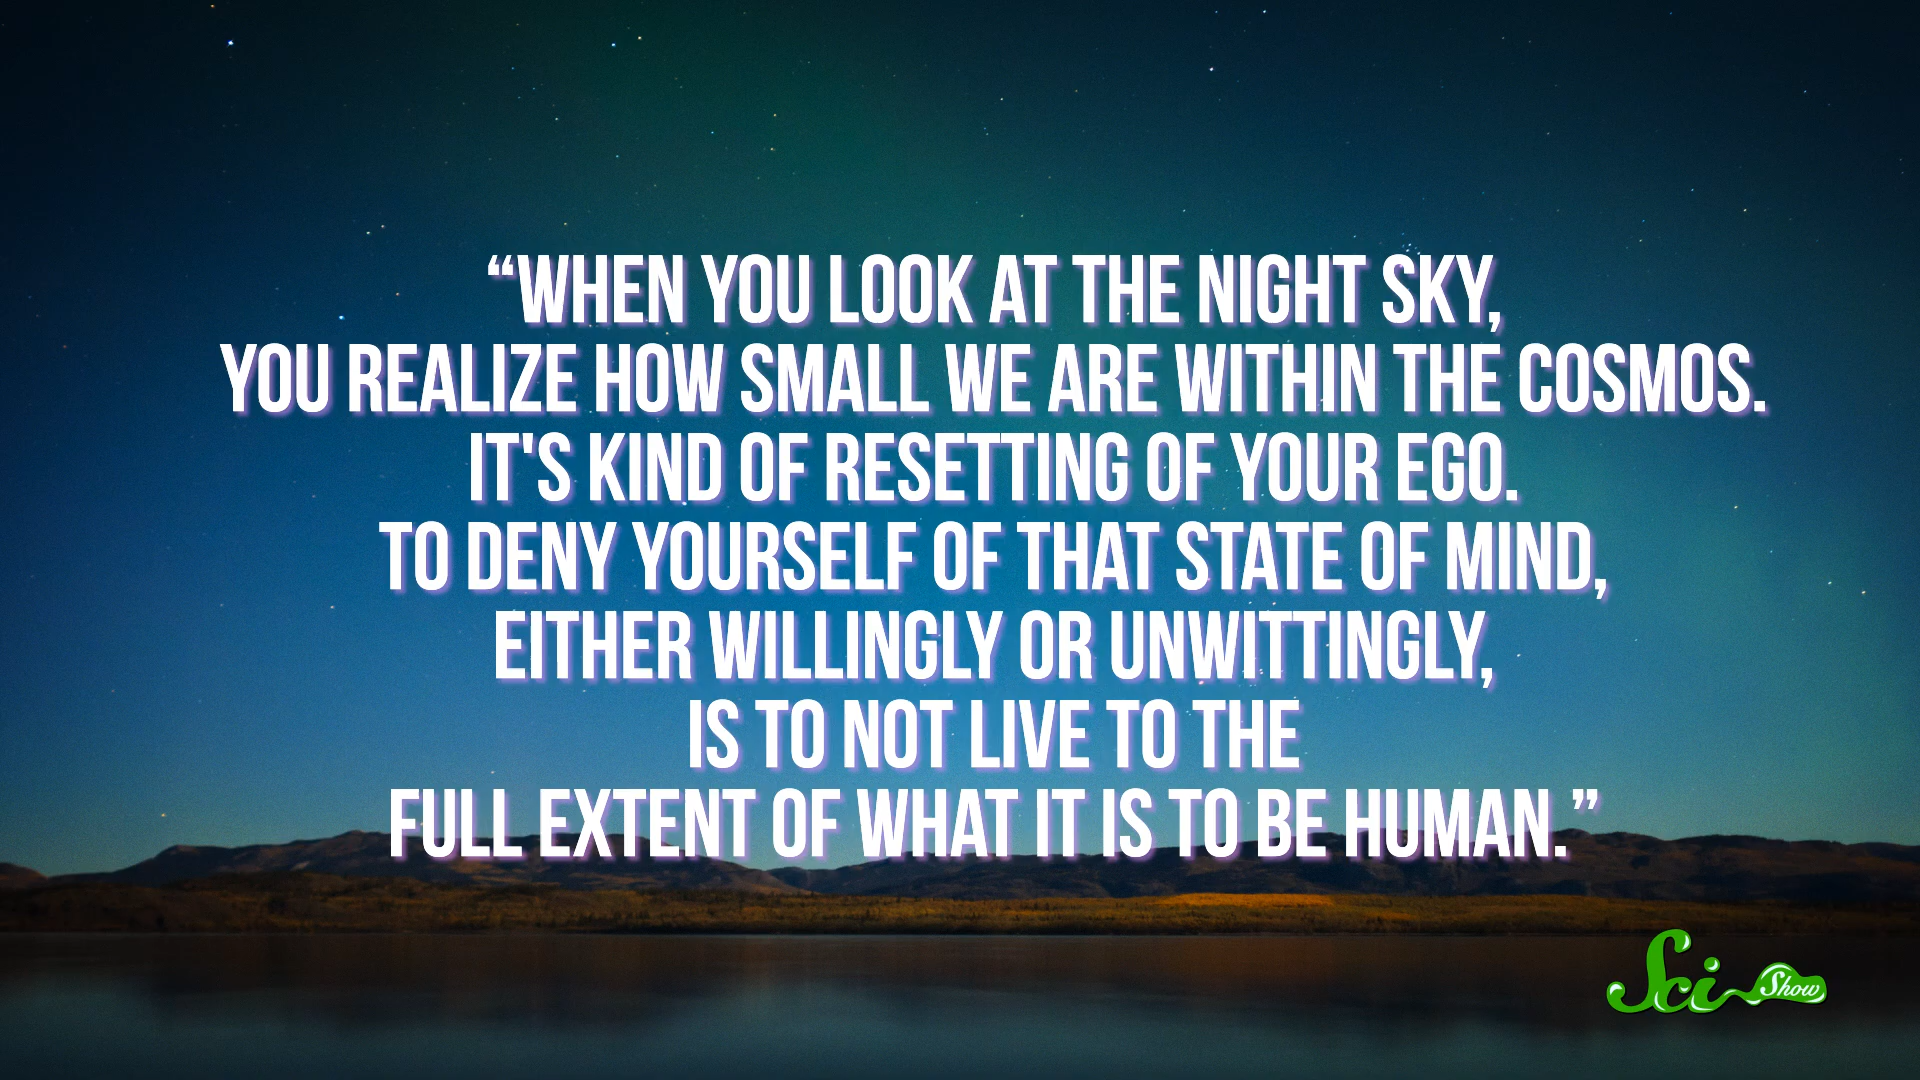 “WHEN YOU LOOK AT THE NIGHT SKY,
YOU REALIZE HOW SMALL WE ARE WITHIN THE COSMOS.
IT'S KIND OF RESETTING OF YOUR EGO.
TO DENY YOURSELF OF THAT STATE OF MIND,
EITHER WILLINGLY OR UNWITTINGLY,
IS TO NOT LIVE TO THE
FULL EXTENT OF WHAT IT IS TO BE HUMAN.”
Sci Show